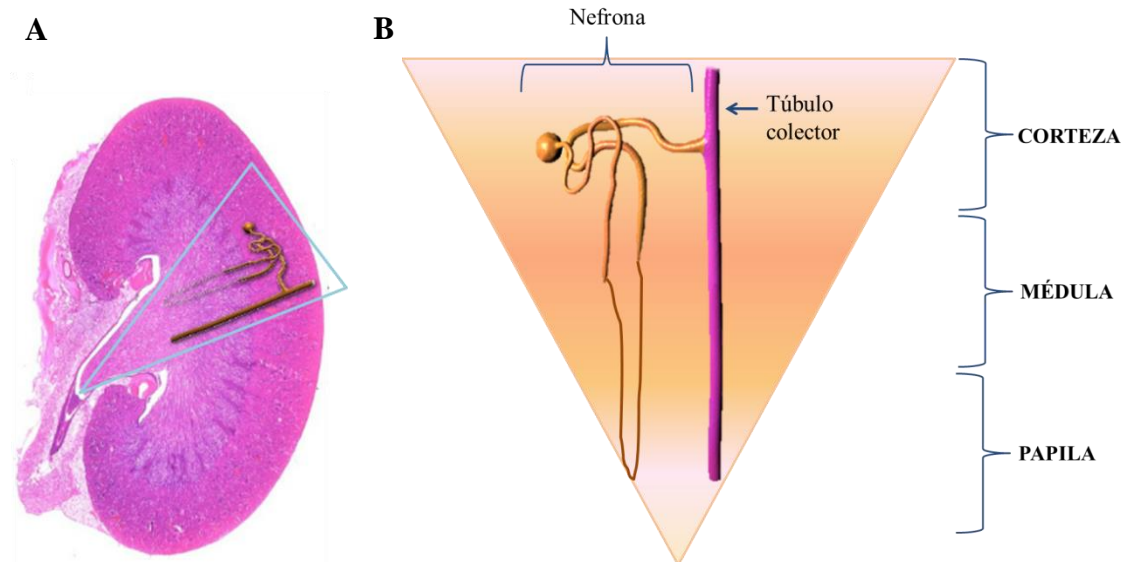 A
B
Nefrona
Túbulo
colector
CORTEZA
MÉDULA
PAPILA